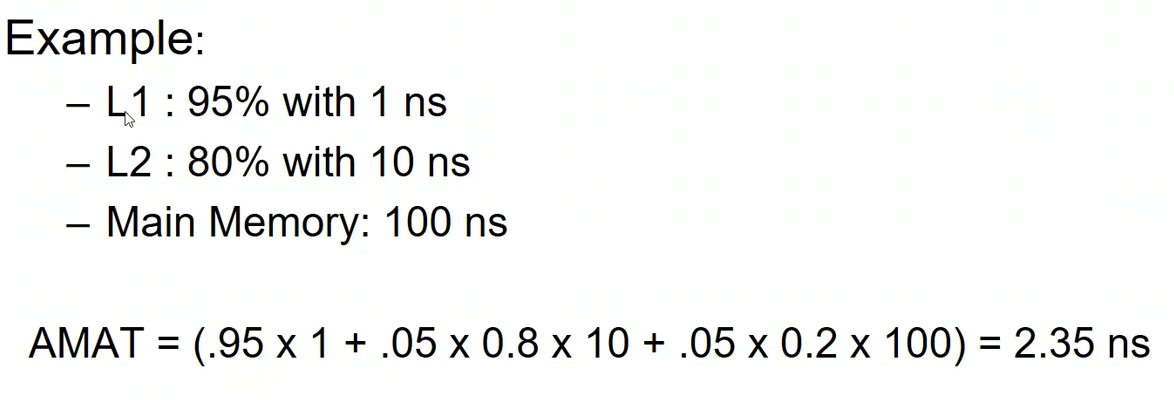 Example:
– L1 : 95% with 1 ns
– L2 : 80% with 10 ns
– Main Memory: 100 ns
AMAT = (.95 x 1 + .05 x 0.8 x 10 + .05 x 0.2 x 100) = 2.35 ns